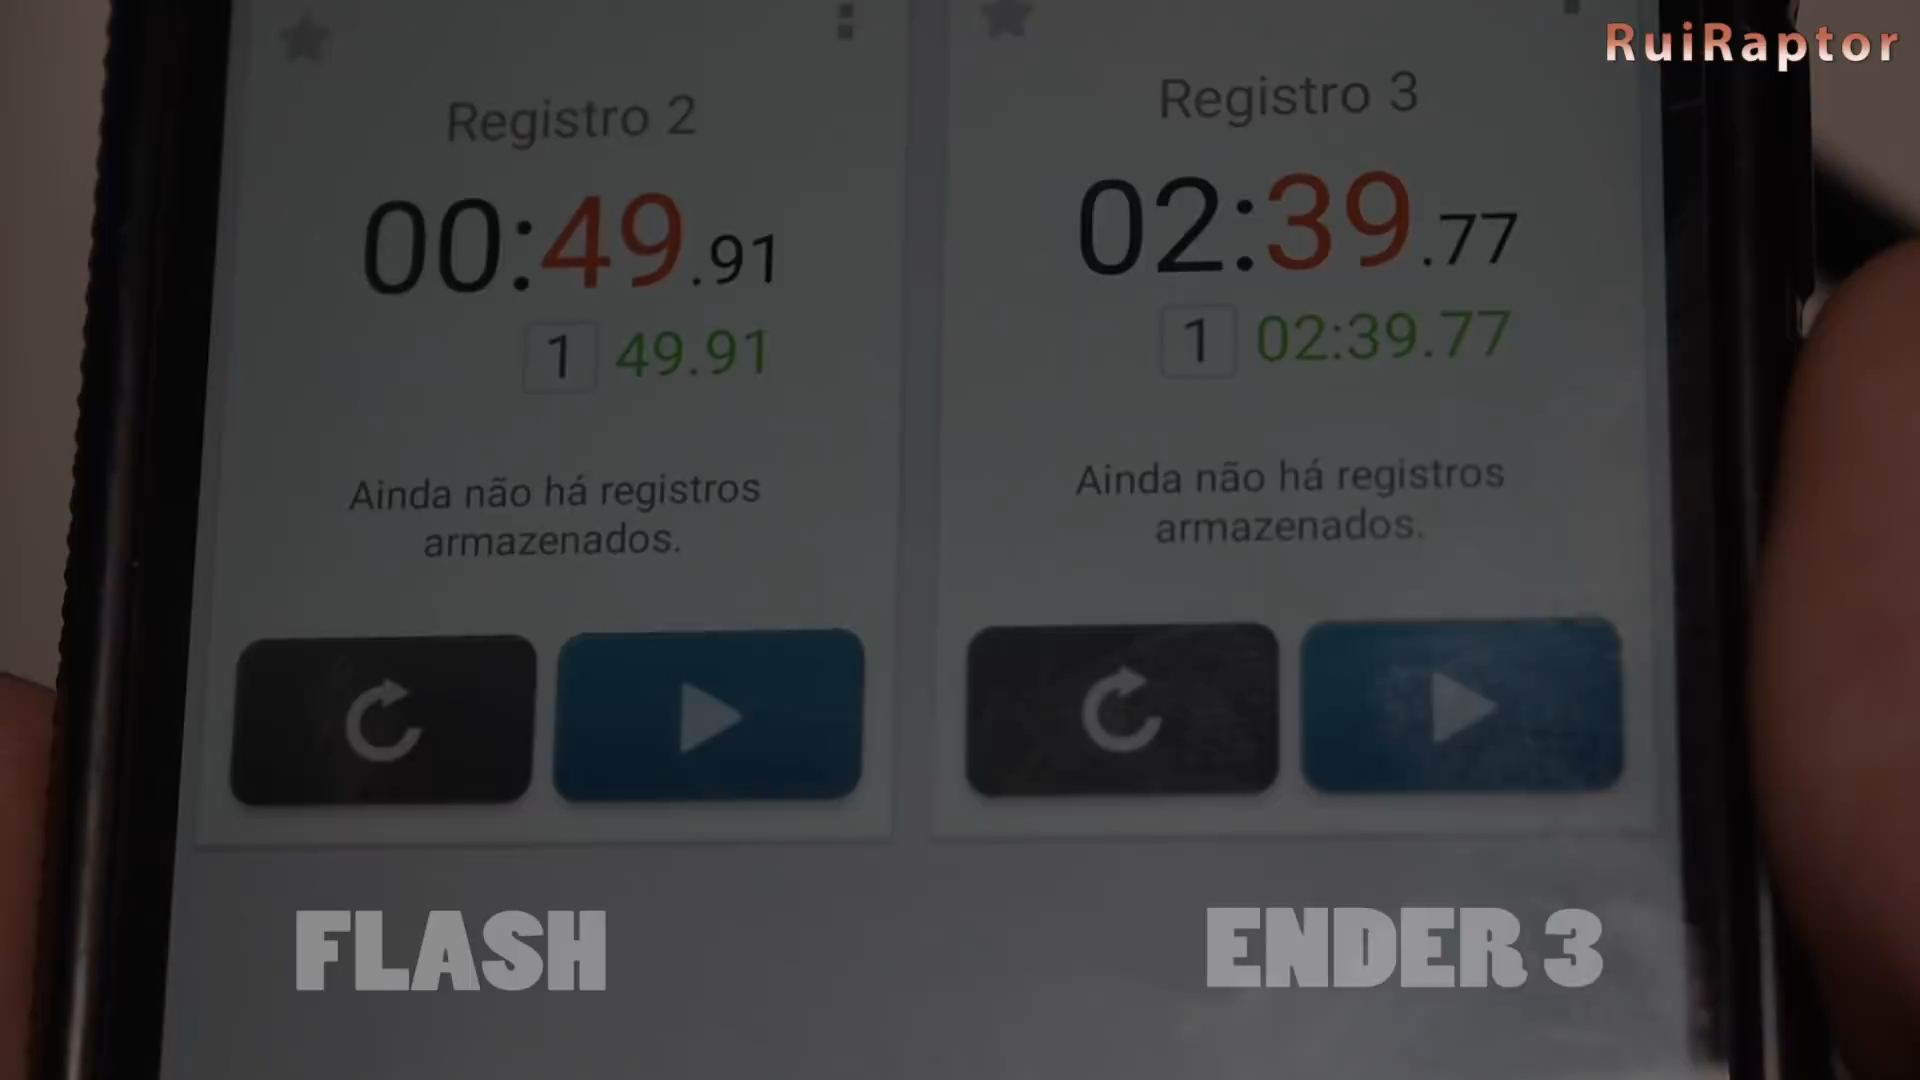 RuiRaptor
Registro 2
00:49.91
1 49.91
Ainda não há registros
armazenados.
FLASH
Registro 3
02:39.77
1 02:39.77
Ainda não há registros
armazenados.
ENDER 3